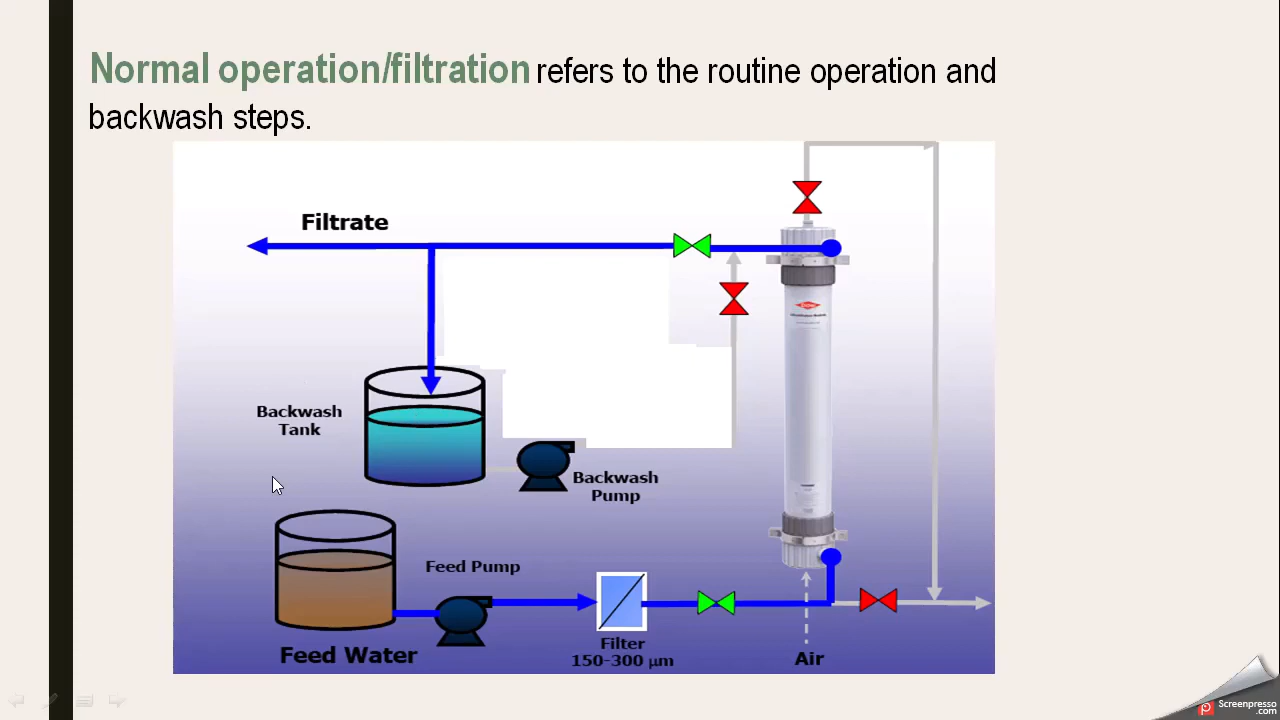 Normal operation/filtration refers to the routine operation and
backwash steps.
Filtrate
Backwash
Tank
Backwash
Pump
Feed Pump
Feed Water
Filter
150-300 µm
Air
Screenpresso
.com